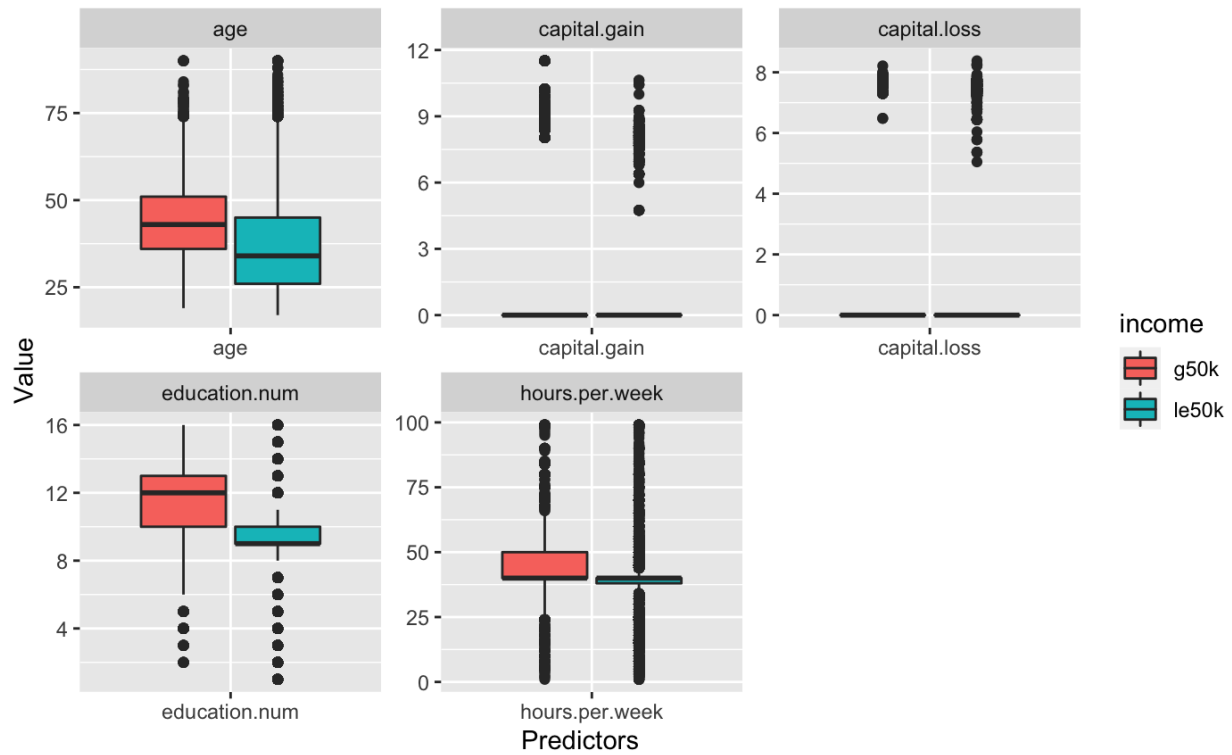 age
capital.gain
capital.loss
75
50
25
12
9
6
3
0
8
6
4
2
0
age
capital.gain
capital.loss
Value
education.num
hours.per.week
16
12
8
4
100
75
50
25
0
education.num
hours.per.week
Predictors
income
g50k
le50k